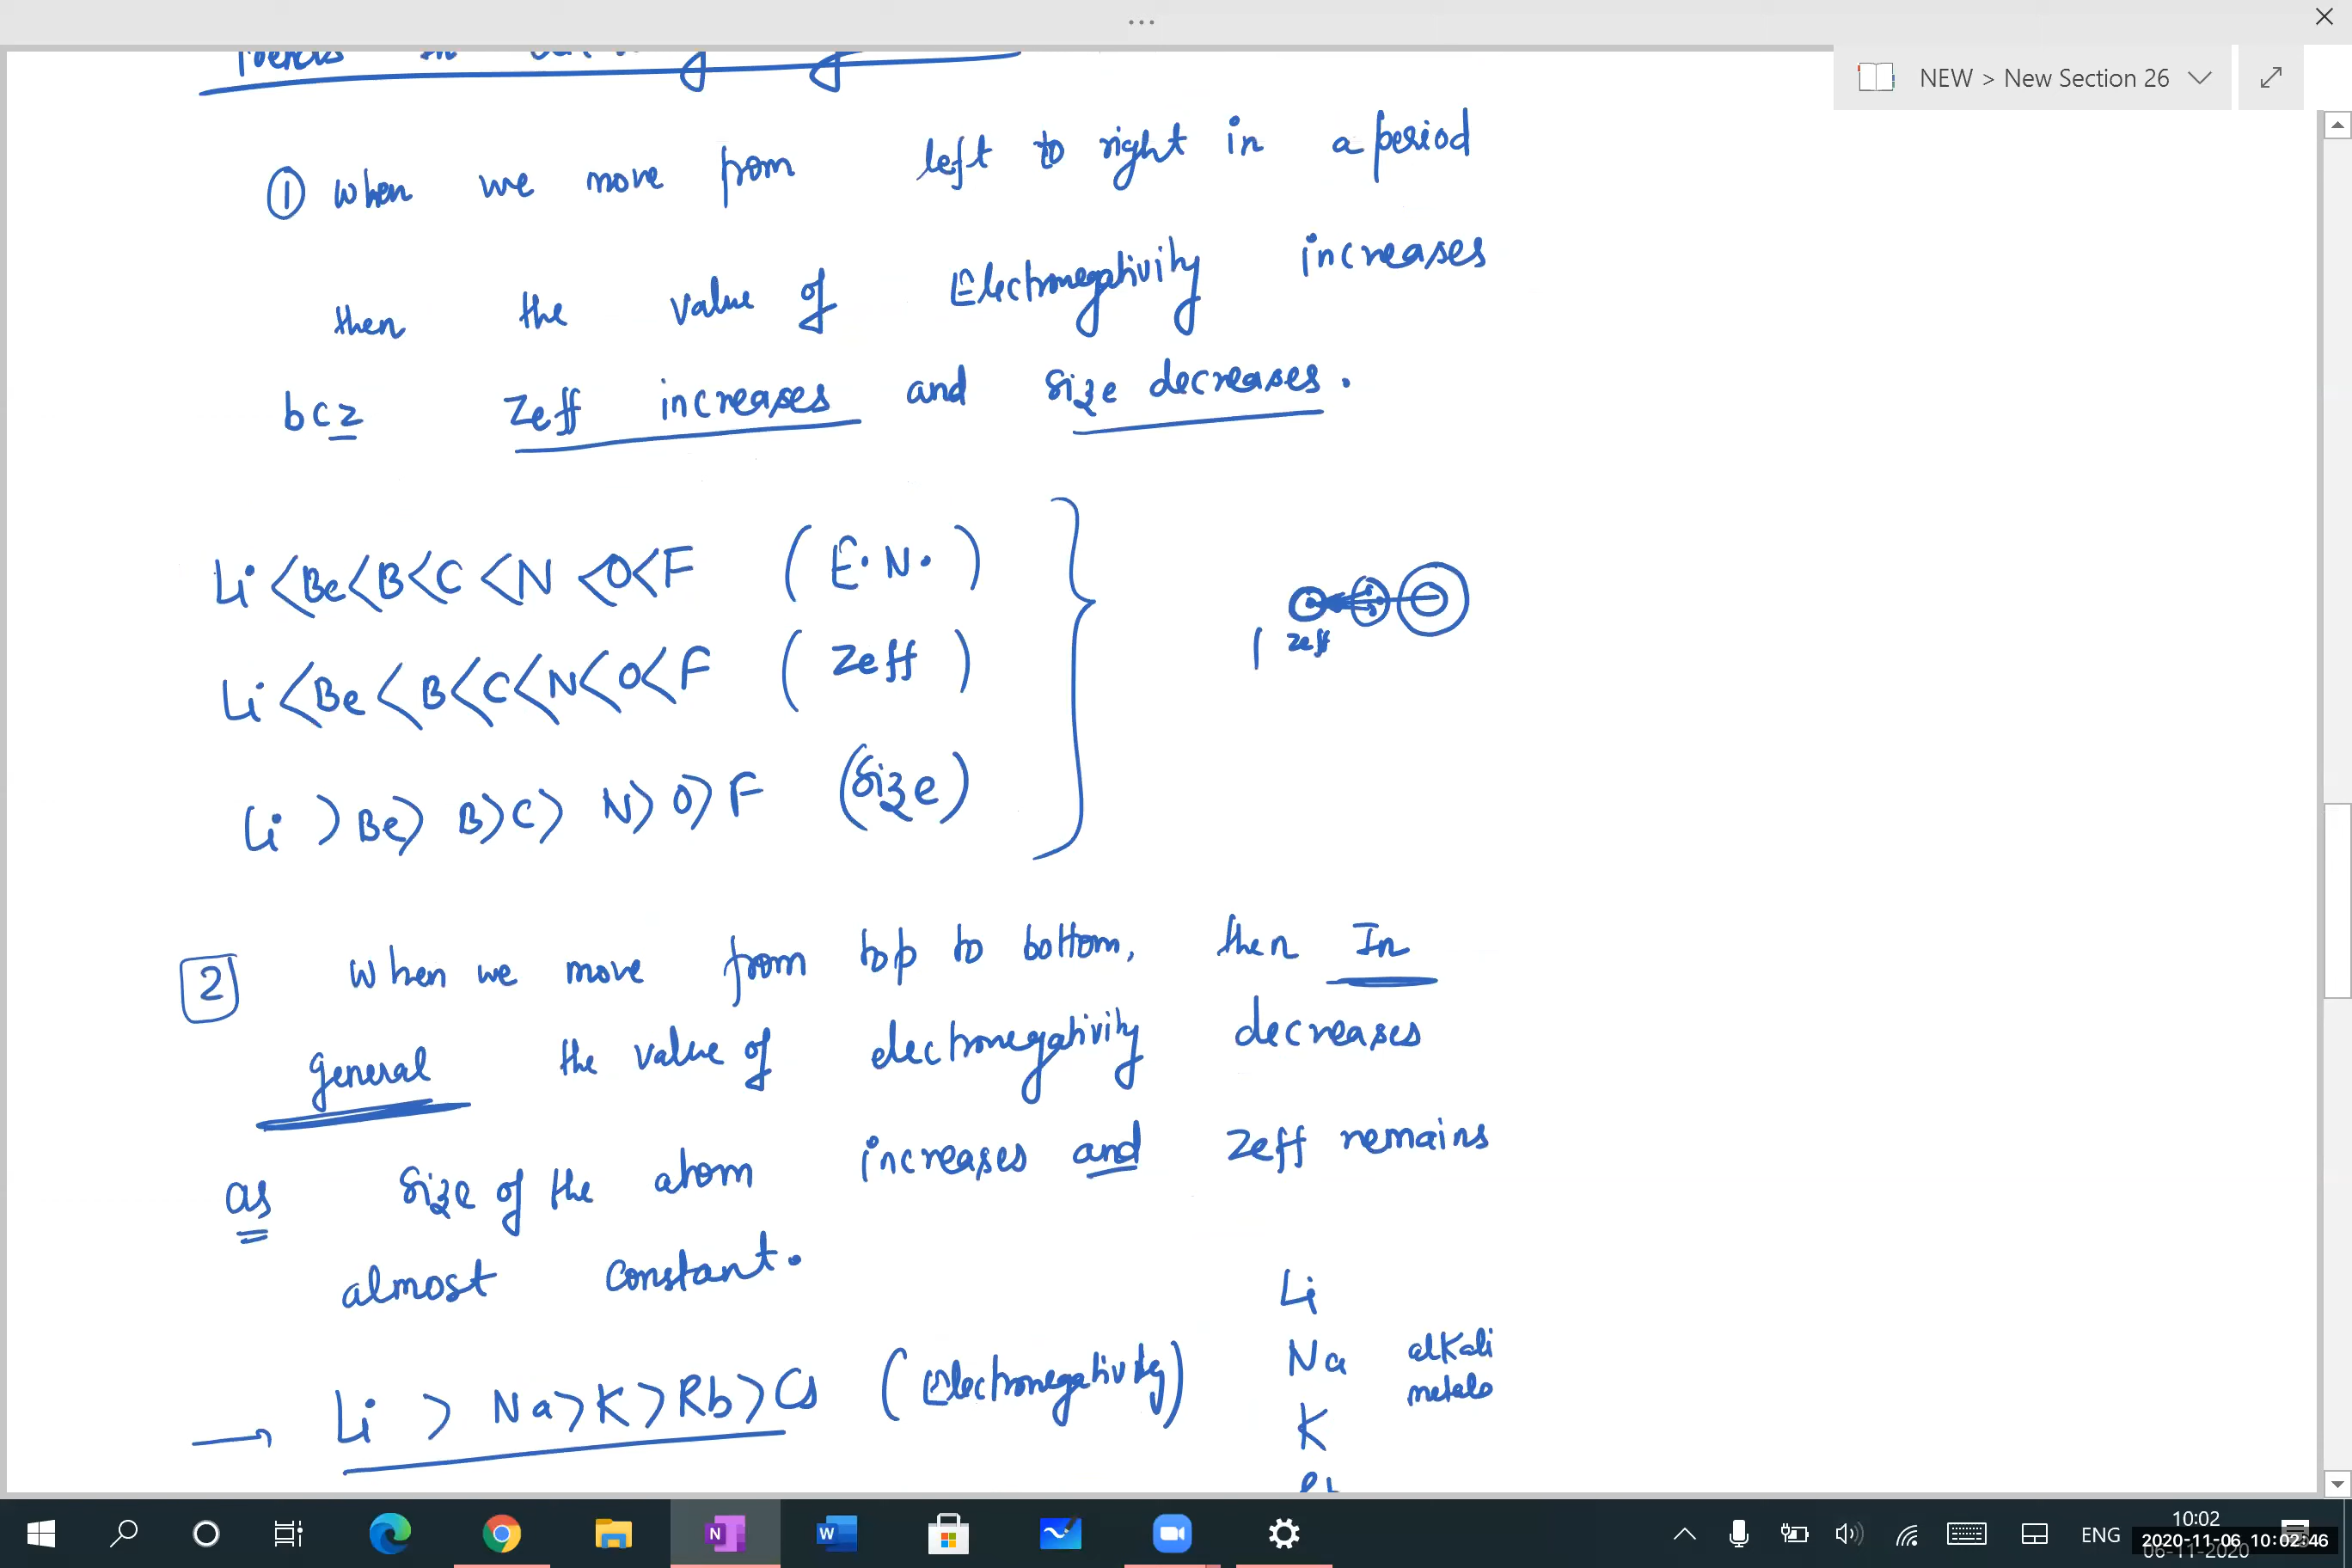 ...
NEW > New Section 26
in
① when we move from left to right in a period
then the value of Electronegativity increases
bcz Zeff increases and size decreases.
Li <Be<B<C <N <O<F (E.N.)
Zeff
Li <Be <B<C<N<O<F (Zeff)
Li >Be> B>C> N>O>F (Size)
2 When we move from top to bottom, then In
general the value of electronegativity decreases
as size of the atom increases and Zeff remains
almost constant.
Li
Na alkali
metals
K
→ Li > Na>K>Rb>Cs (Electronegativity)
ENG
10:02
2020-11-06 10:02:46
06-11-2020